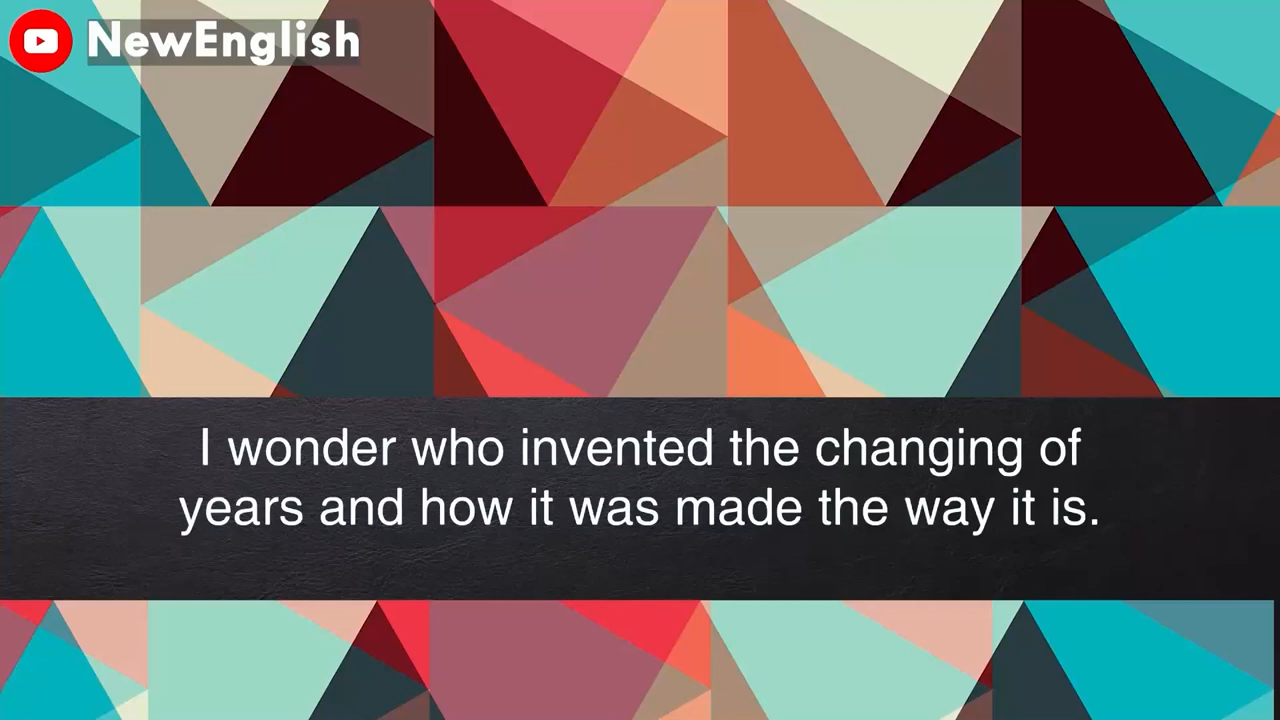 NewEnglish
I wonder who invented the changing of
years and how it was made the way it is.